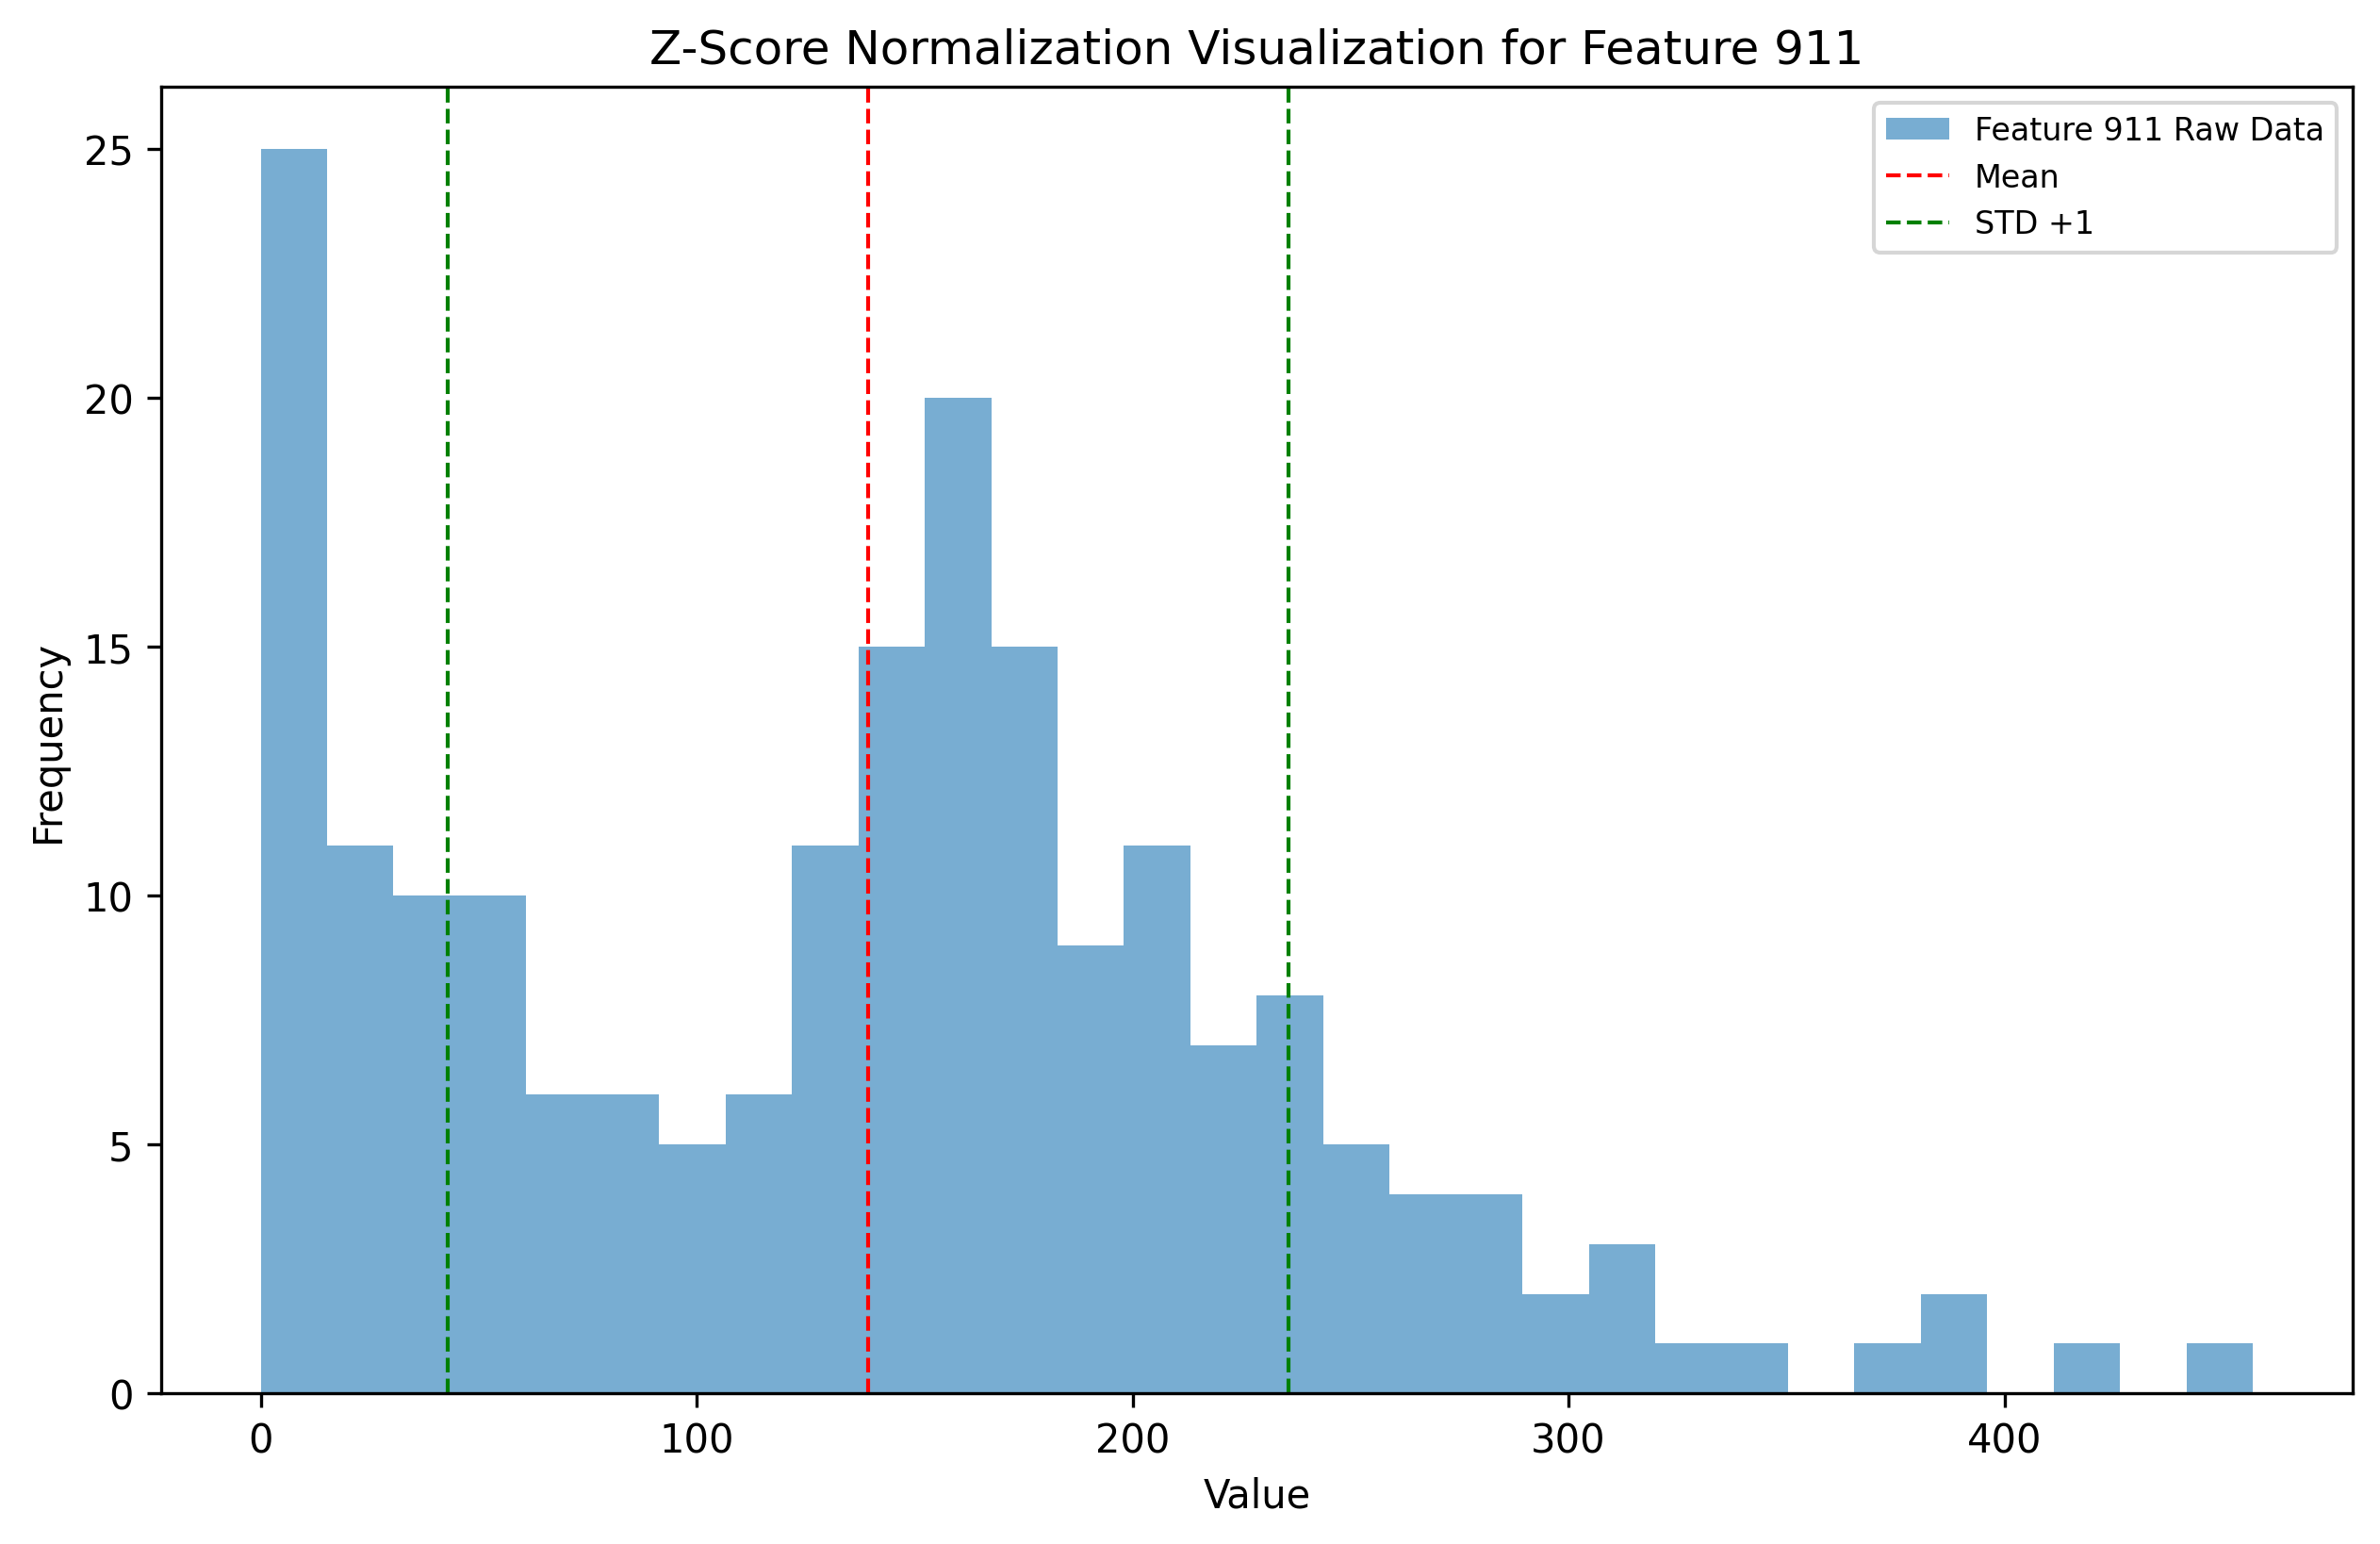 Z-Score Normalization Visualization for Feature 911
Feature 911 Raw Data
Mean
STD +1
25
20
15
10
5
0
Frequency
0 100 200 300 400
Value